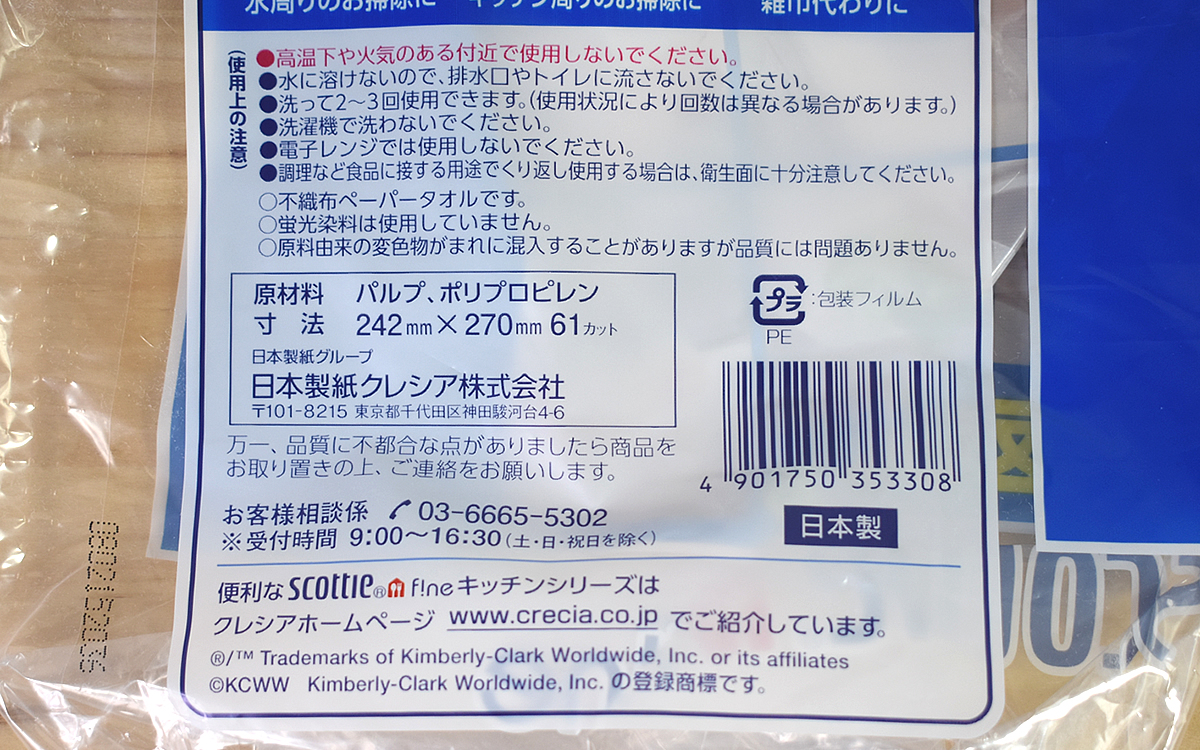 水周りのお掃除に キッチン周りのお掃除に 雑巾代わりに
(使用上の注意)
●高温下や火気のある付近で使用しないでください。
●水に溶けないので、排水口やトイレに流さないでください。
●洗って2〜3回使用できます。(使用状況により回数は異なる場合があります。)
●洗濯機で洗わないでください。
●電子レンジでは使用しないでください。
●調理など食品に接する用途でくり返し使用する場合は、衛生面に十分注意してください。
○不織布ペーパータオルです。
○蛍光染料は使用していません。
○原料由来の変色物がまれに混入することがありますが品質には問題ありません。
原材料 パルプ、ポリプロピレン
寸 法 242mm×270mm 61カット
日本製紙グループ
日本製紙クレシア株式会社
〒101-8215 東京都千代田区神田駿河台4-6
プラ :包装フィルム
PE
万一、品質に不都合な点がありましたら商品を
お取り置きの上、ご連絡をお願いします。
4 901750 353308
お客様相談係 03-6665-5302
※受付時間 9:00〜16:30(土・日・祝日を除く)
日本製
便利なscottie® f!neキッチンシリーズは
クレシアホームページ www.crecia.co.jp でご紹介しています。
®/™ Trademarks of Kimberly-Clark Worldwide, Inc. or its affiliates
©KCWW Kimberly-Clark Worldwide, Inc. の登録商標です。